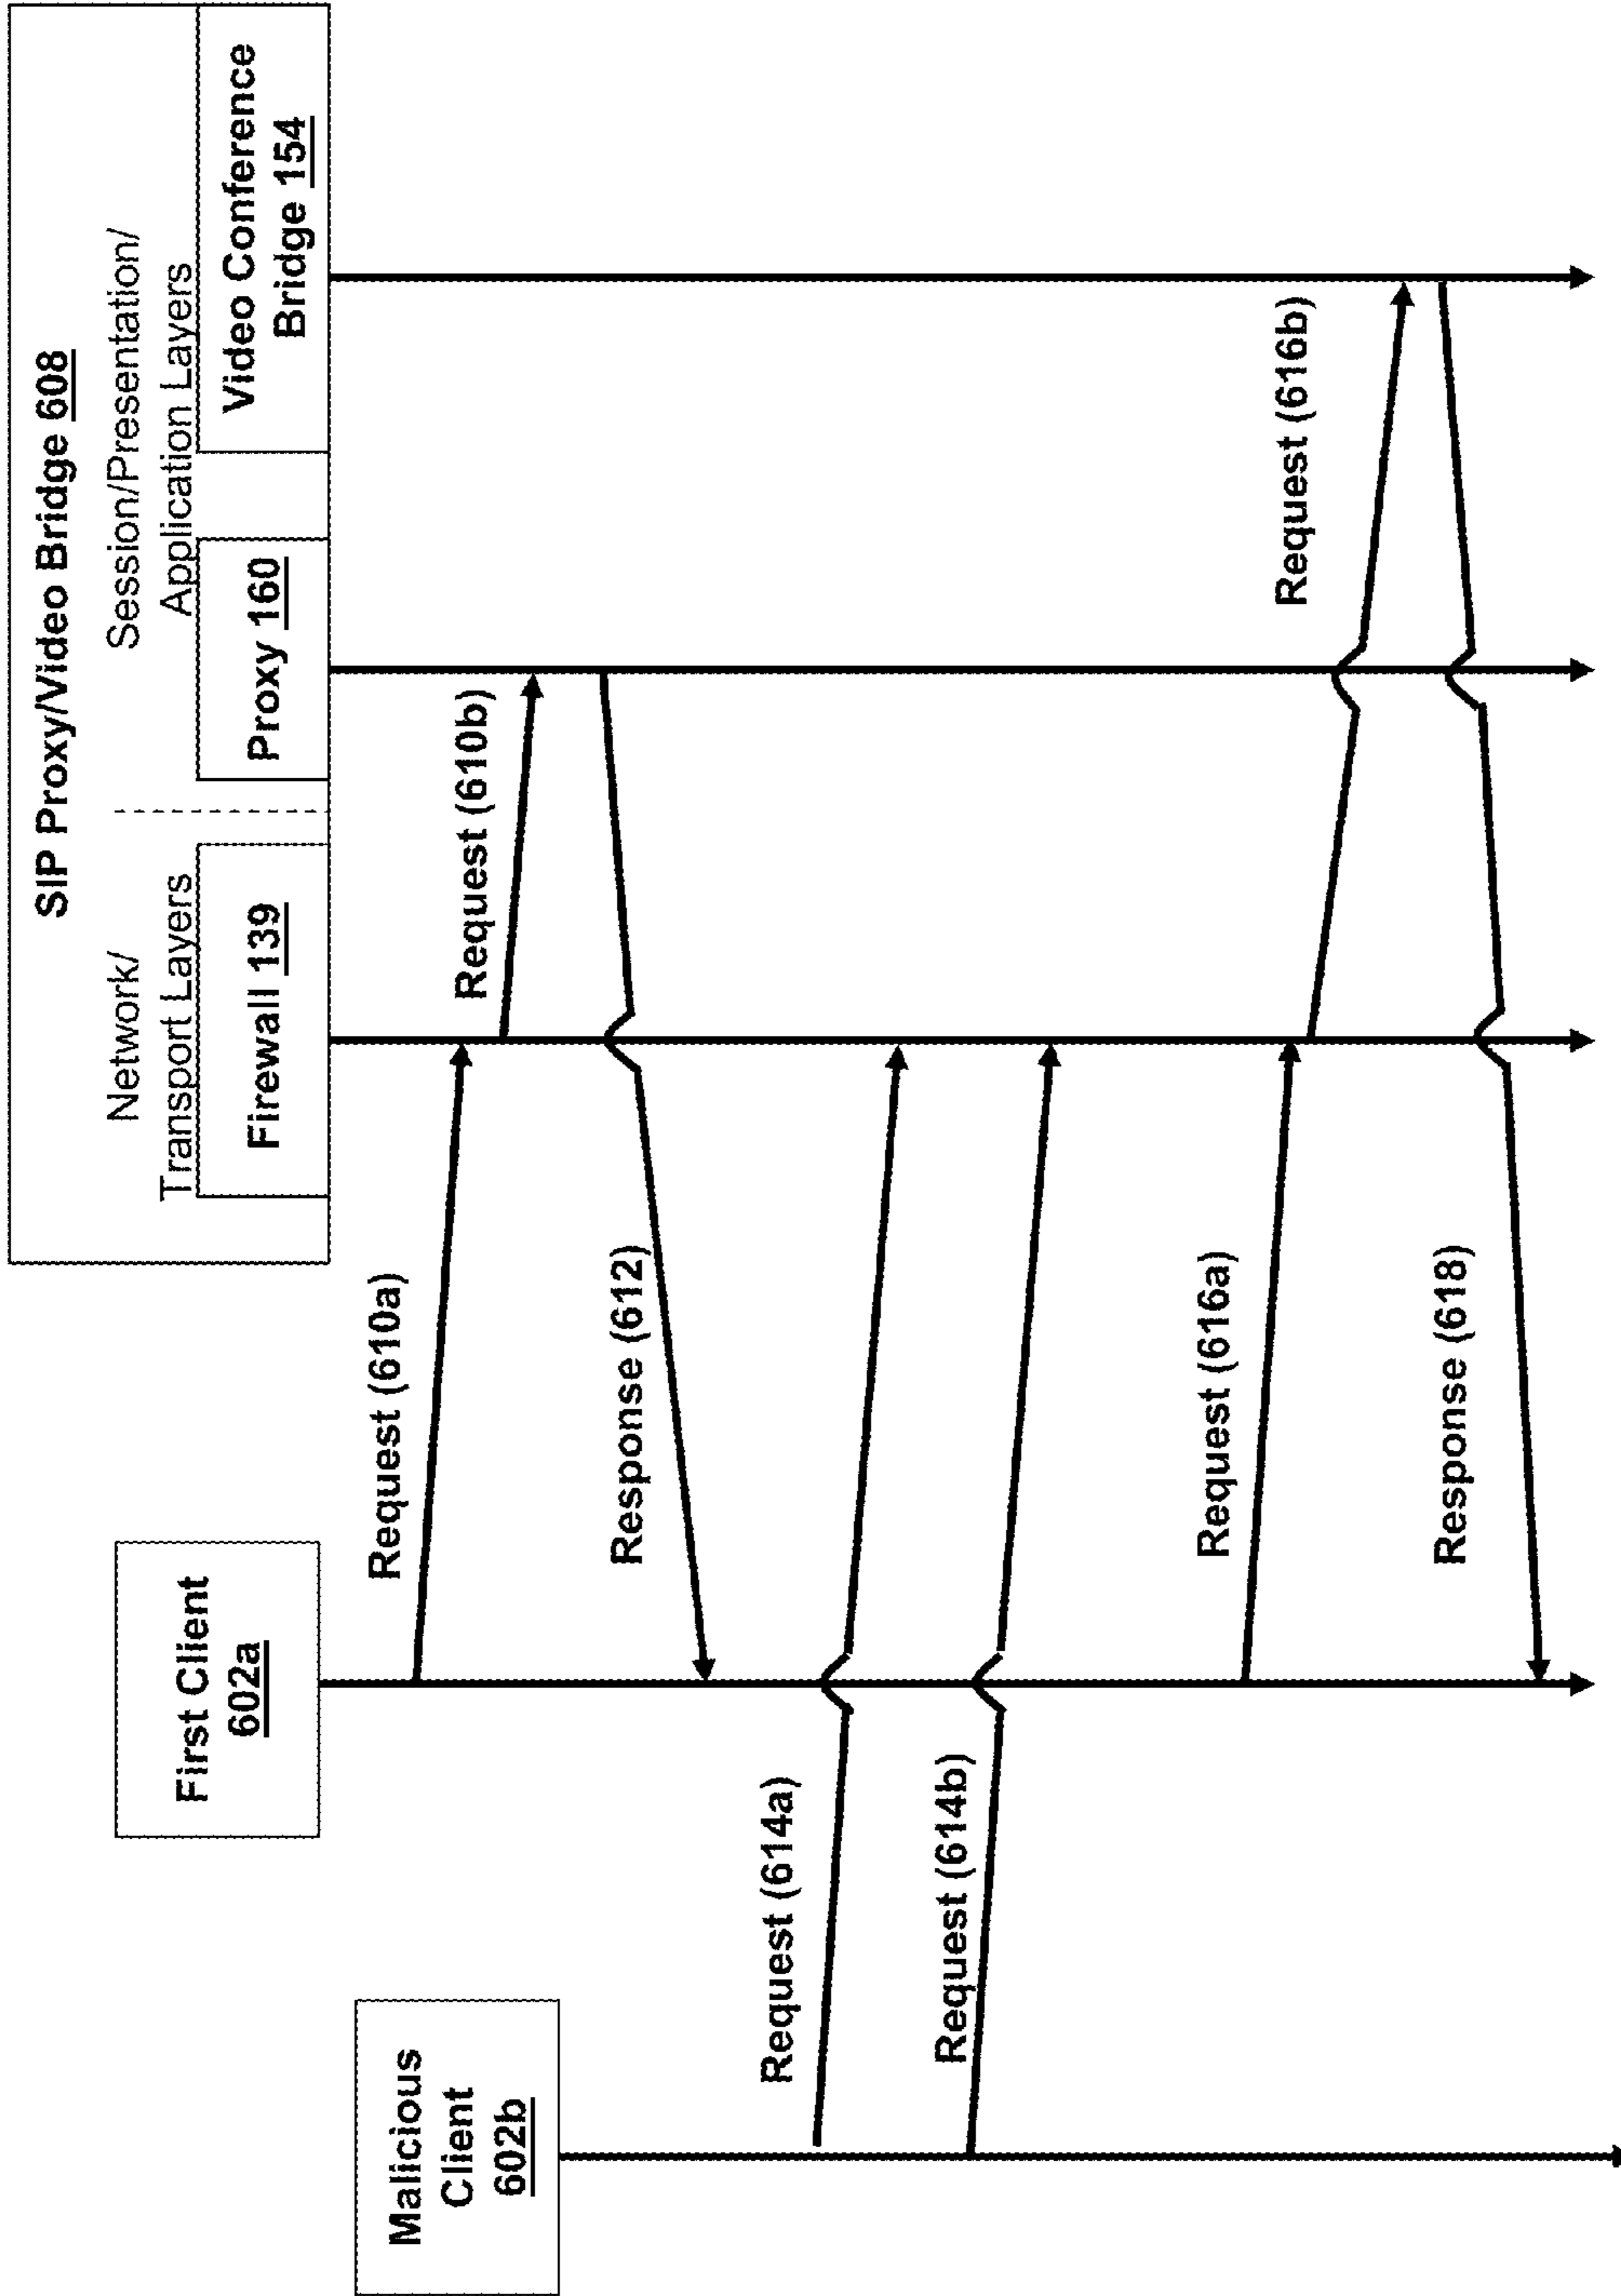 SIP Proxy/Video Bridge 608
Network/
Transport Layers
Session/Presentation/
Application Layers
Firewall 139
Proxy 160
Video Conference
Bridge 154
First Client
602a
Malicious
Client
602b
Request (610a)
Request (610b)
Response (612)
Request (614a)
Request (614b)
Request (616a)
Request (616b)
Response (618)